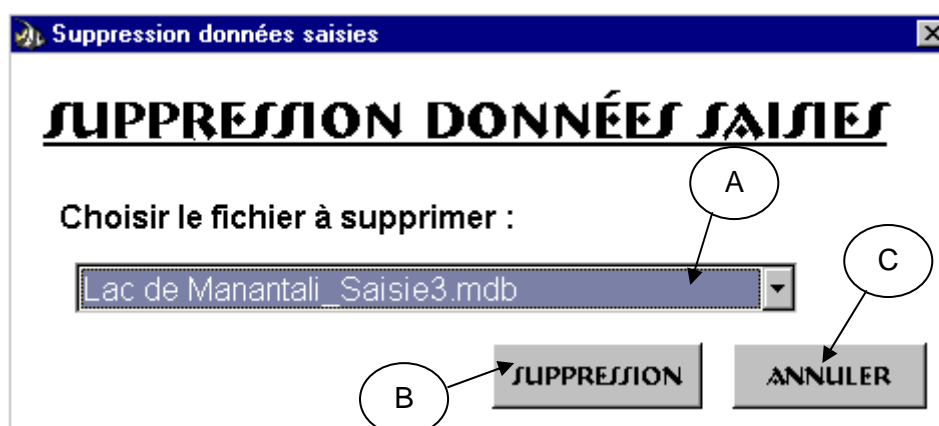 Suppression données saisies
SUPPRESSION DONNÉES SAISIES
A
Choisir le fichier à supprimer :
C
Lac de Manantali_Saisie3.mdb
SUPPRESSION
ANNULER
B